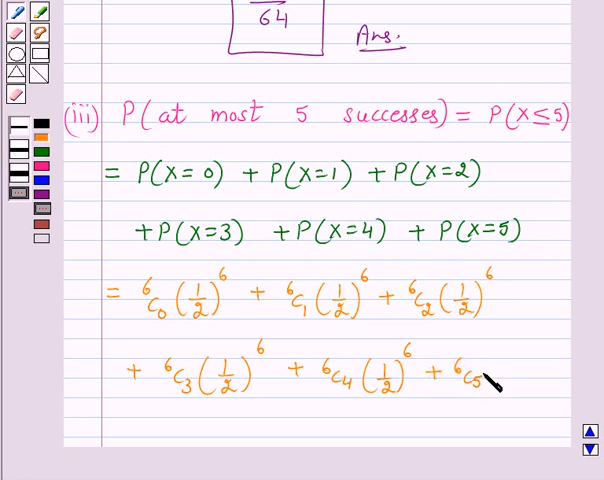 64
Ans.
(iii) P(at most 5 successes) = P(X≤5)
= P(X=0) + P(X=1) + P(X=2)
+P(X=3) +P(X=4) + P(X=5)
= ⁶C₀(1/2)⁶ + ⁶C₁(1/2)⁶ + ⁶C₂(1/2)⁶
+ ⁶C₃(1/2)⁶ + ⁶C₄(1/2)⁶ + ⁶C₅